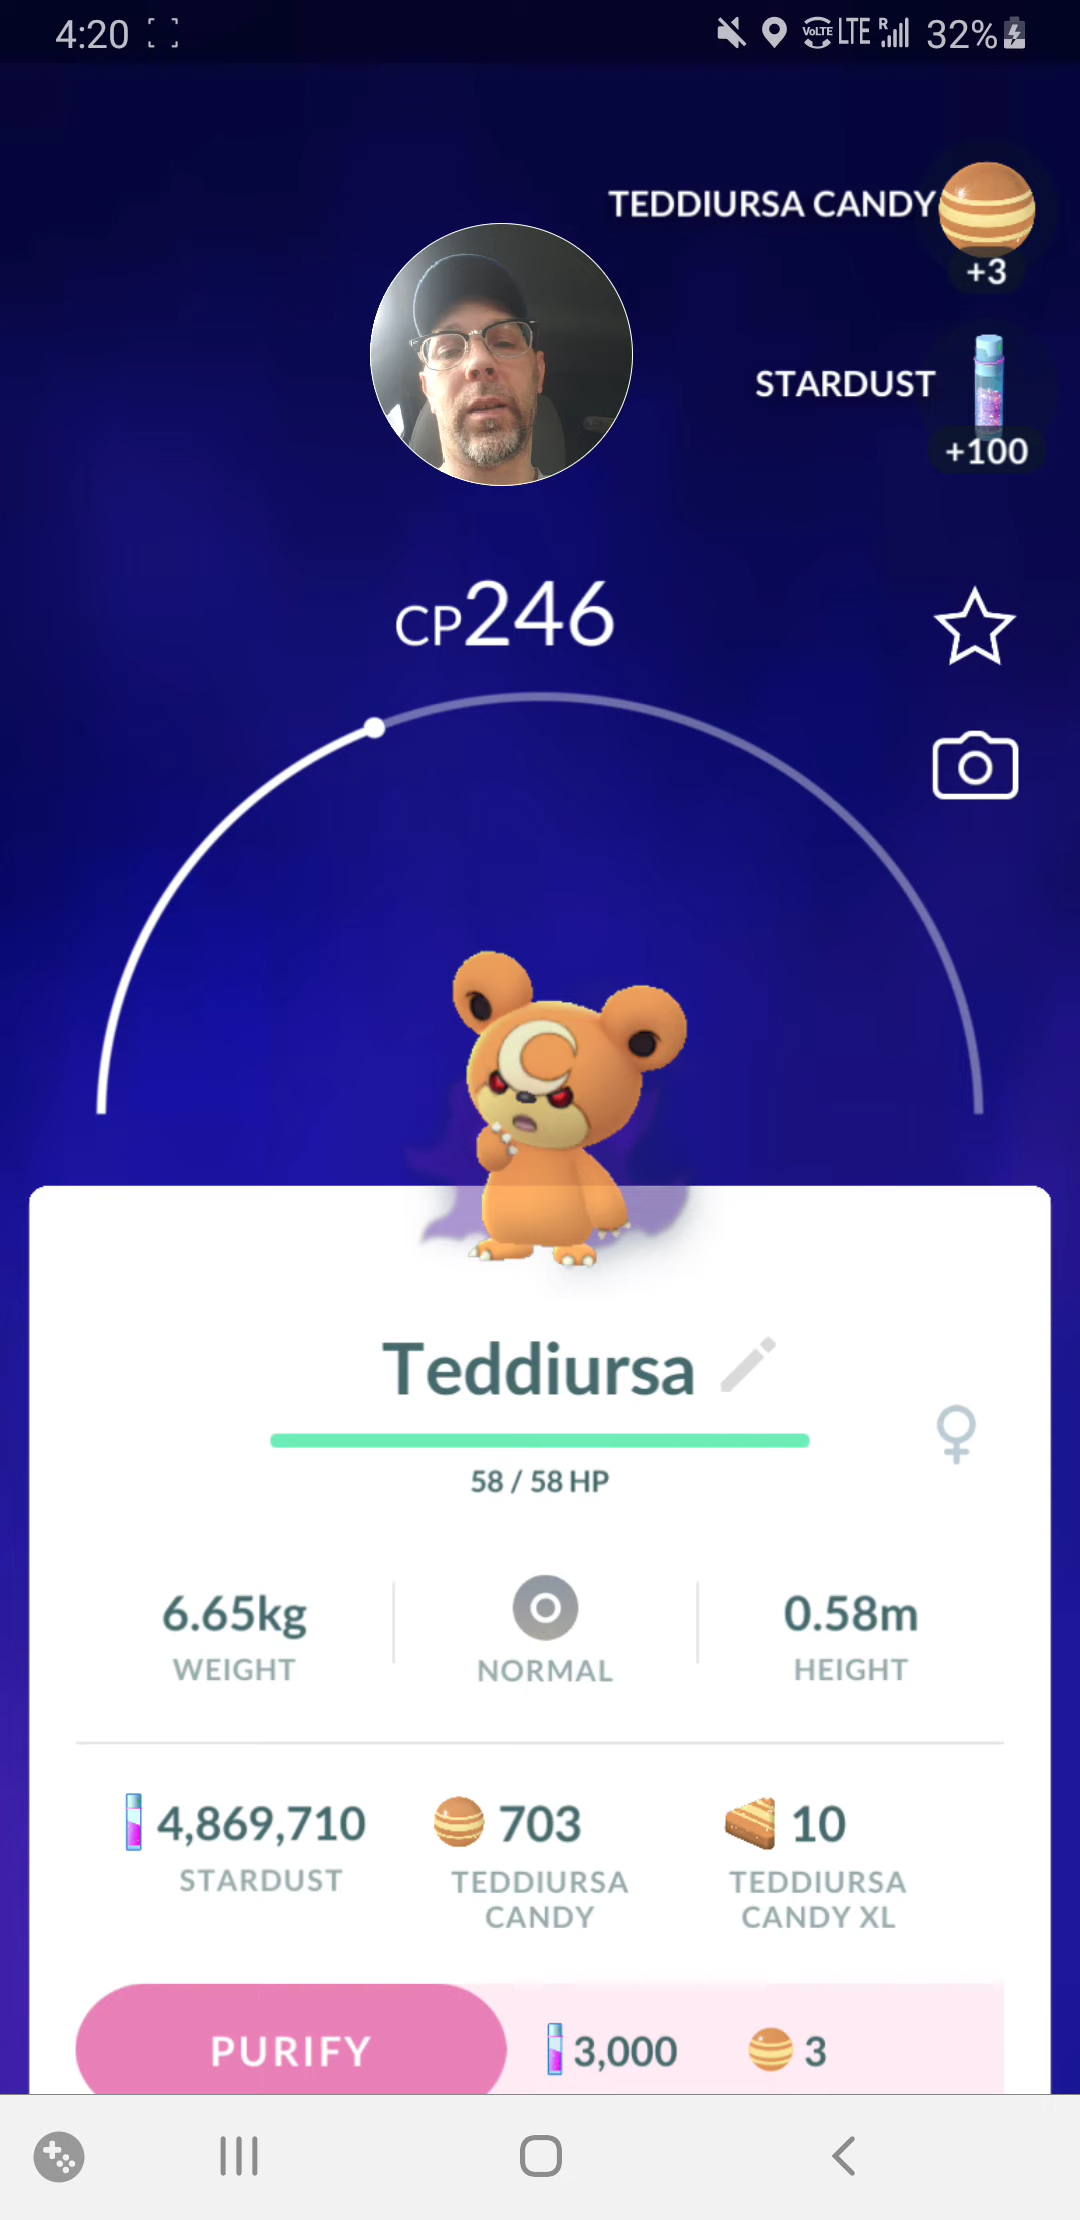 4:20
VoLTE LTE R 32%
TEDDIURSA CANDY
+3
STARDUST
+100
CP246
Teddiursa
58 / 58 HP
6.65kg
WEIGHT
NORMAL
0.58m
HEIGHT
4,869,710
STARDUST
703
TEDDIURSA
CANDY
10
TEDDIURSA
CANDY XL
PURIFY
3,000
3